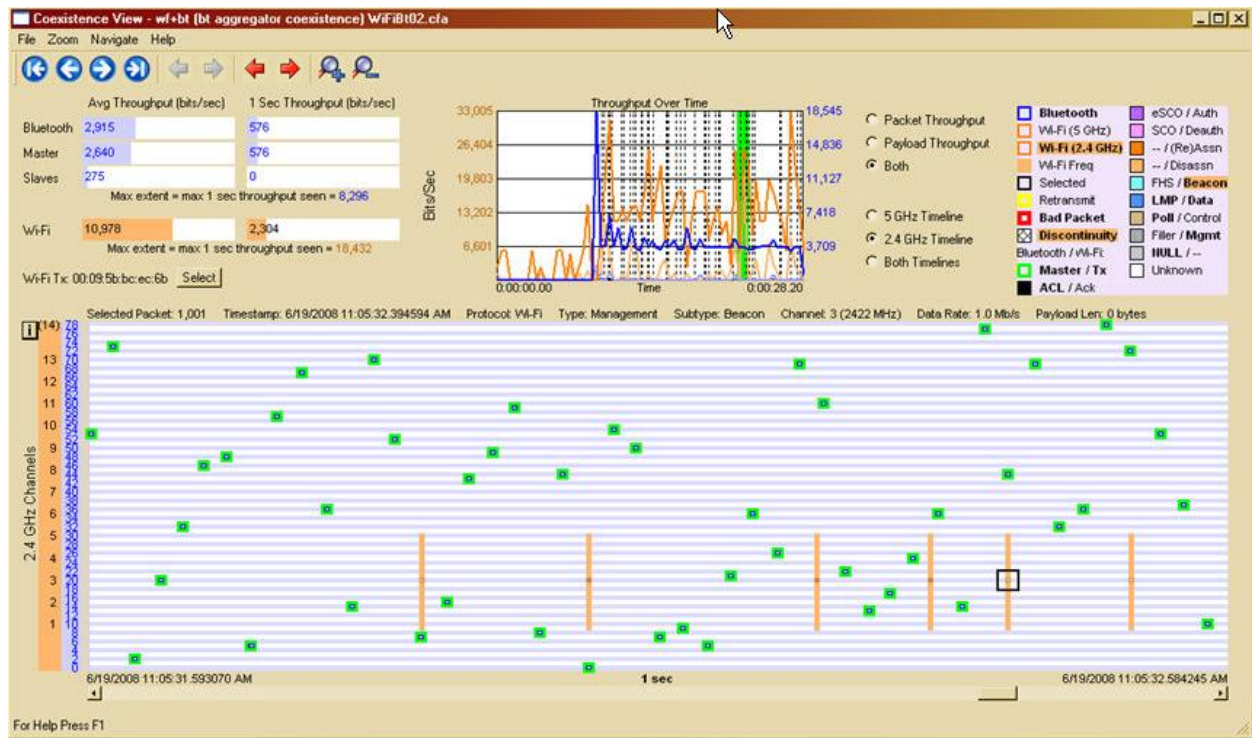 Coexistence View - wf+bt (bt aggregator coexistence) WiFiBt02.cfa
File Zoom Navigate Help
Avg Throughput (bits/sec) 1 Sec Throughput (bits/sec)
Bluetooth 2,915 576
Master 2,640 576
Slaves 275 0
Max extent = max 1 sec throughput seen = 8,296
Wi-Fi 10,978 2,304
Max extent = max 1 sec throughput seen = 18,432
Wi-Fi Tx: 00:09:5b:bc:ec:6b Select
Throughput Over Time
33,005 18,545
26,404 14,836
19,803 11,127
13,202 7,418
6,601 3,709
Bits/Sec
0:00:00.00 Time 0:00:28.20
Packet Throughput
Payload Throughput
Both
5 GHz Timeline
2.4 GHz Timeline
Both Timelines
Bluetooth eSCO / Auth
Wi-Fi (5 GHz) SCO / Deauth
Wi-Fi (2.4 GHz) -- / (Re)Assn
Wi-Fi Freq -- / Disassn
Selected FHS / Beacon
Retransmit LMP / Data
Bad Packet Poll / Control
Discontinuity Filler / Mgmt
Bluetooth / Wi-Fi: NULL / --
Master / Tx Unknown
ACL / Ack
Selected Packet: 1,001 Timestamp: 6/19/2008 11:05:32.394594 AM Protocol: Wi-Fi Type: Management Subtype: Beacon Channel: 3 (2422 MHz) Data Rate: 1.0 Mb/s Payload Len: 0 bytes
i
(14) 78
13
12
11
10
9
8
7
6
5
4
3
2
1
2.4 GHz Channels
6/19/2008 11:05:31.593070 AM 1 sec 6/19/2008 11:05:32.584245 AM
For Help Press F1